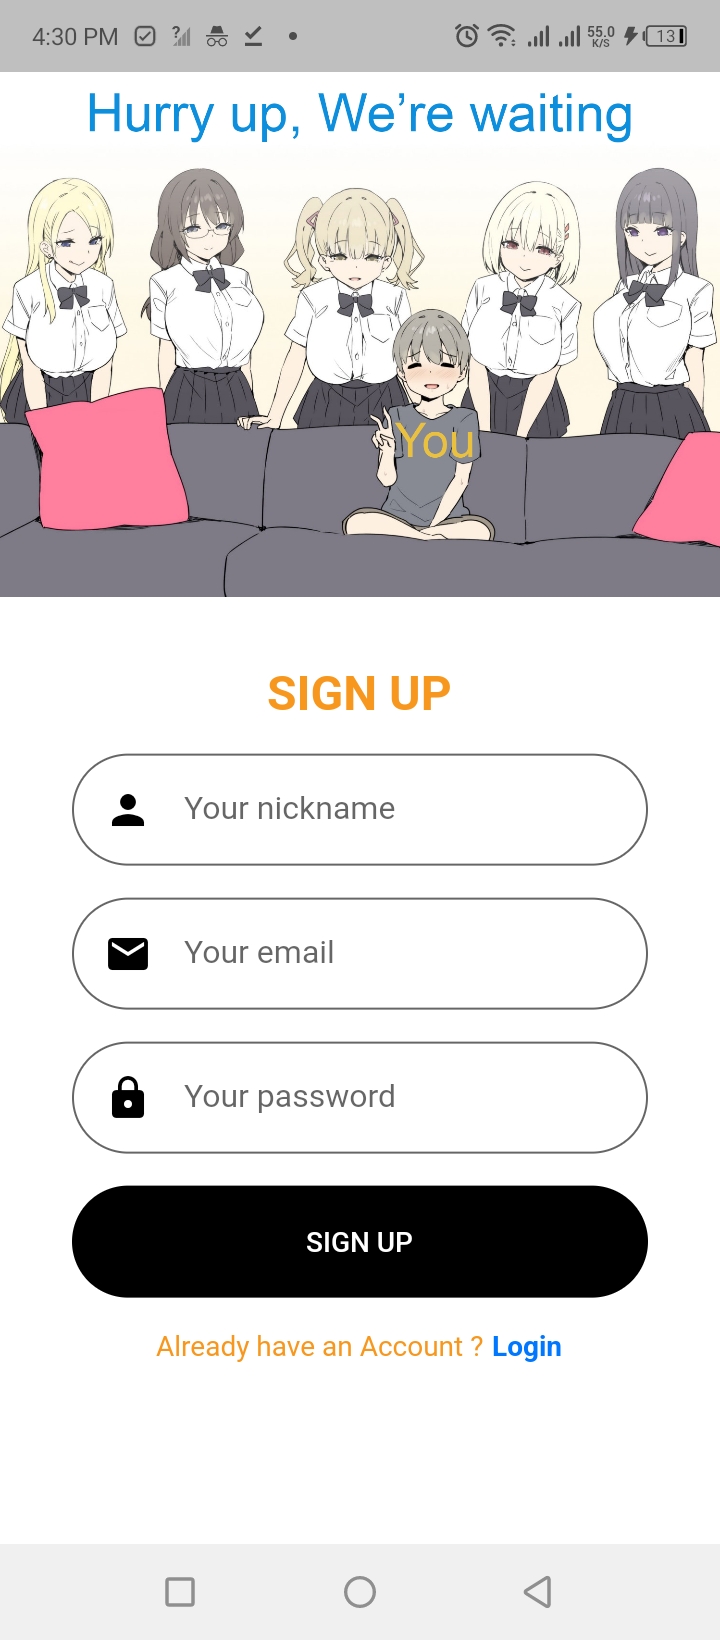 4:30 PM
55.0
K/S
13
Hurry up, We’re waiting
You
SIGN UP
Your nickname
Your email
Your password
SIGN UP
Already have an Account ? Login